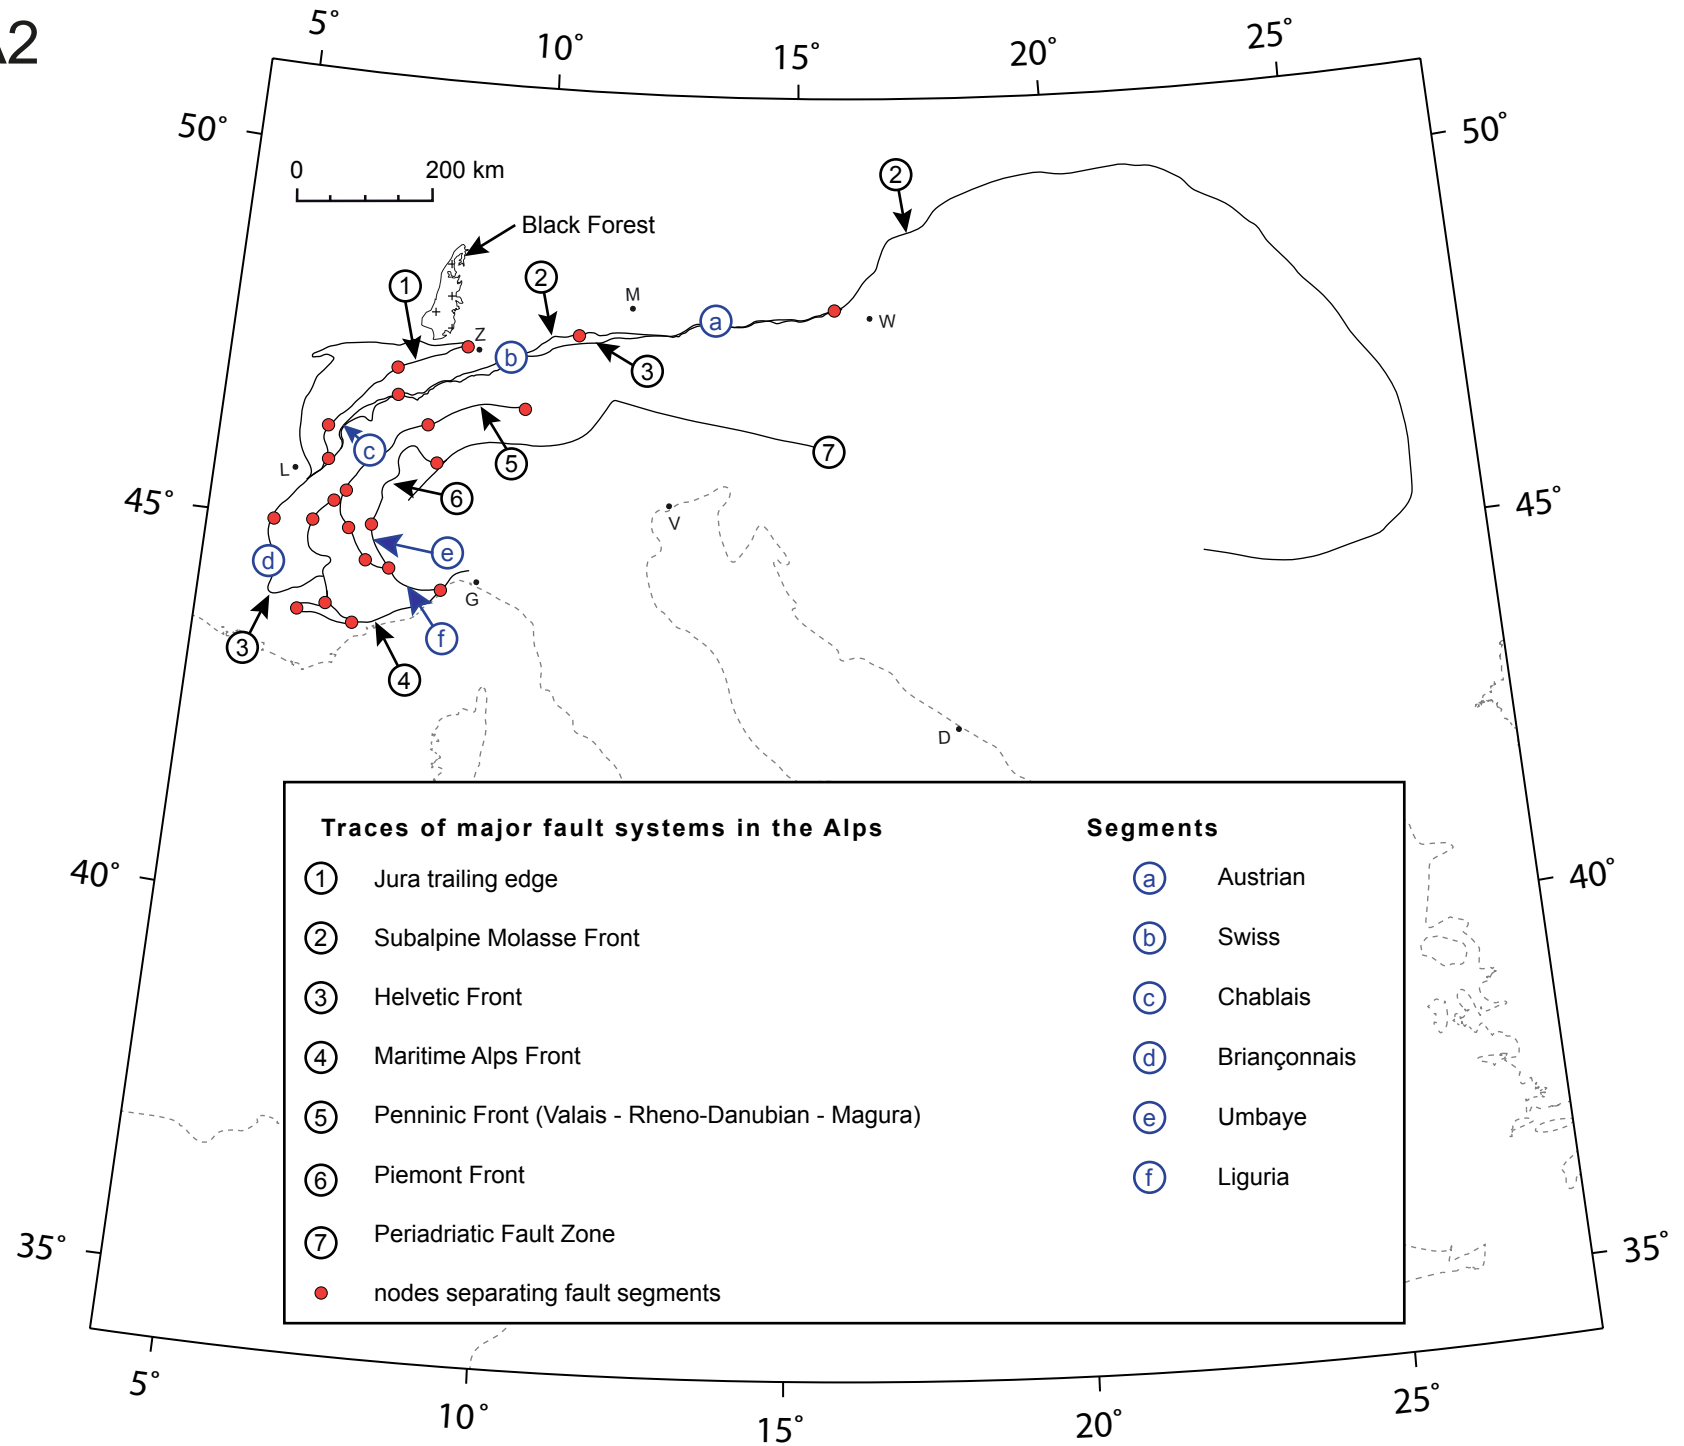 A2
5°
10°
15°
20°
25°
50°
50°
0 200 km
2
Black Forest
1
2
M
a
W
Z
b
3
c
5
7
L
6
45°
45°
V
d
e
G
3
f
4
D
Traces of major fault systems in the Alps
Segments
1 Jura trailing edge
a Austrian
2 Subalpine Molasse Front
b Swiss
3 Helvetic Front
c Chablais
4 Maritime Alps Front
d Briançonnais
5 Penninic Front (Valais - Rheno-Danubian - Magura)
e Umbaye
6 Piemont Front
f Liguria
7 Periadriatic Fault Zone
nodes separating fault segments
40°
40°
35°
35°
5°
10°
15°
20°
25°